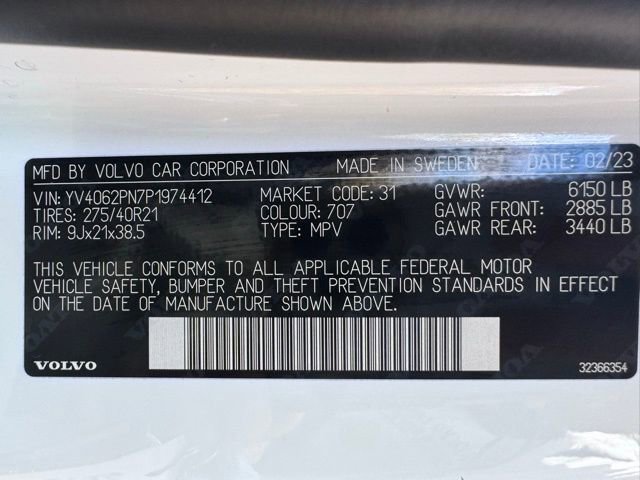 MFD BY VOLVO CAR CORPORATION MADE IN SWEDEN DATE: 02/23
VIN: YV4062PN7P1974412 MARKET CODE: 31 GVWR: 6150 LB
TIRES: 275/40R21 COLOUR: 707 GAWR FRONT: 2885 LB
RIM: 9Jx21x38.5 TYPE: MPV GAWR REAR: 3440 LB
THIS VEHICLE CONFORMS TO ALL APPLICABLE FEDERAL MOTOR
VEHICLE SAFETY, BUMPER AND THEFT PREVENTION STANDARDS IN EFFECT
ON THE DATE OF MANUFACTURE SHOWN ABOVE.
VOLVO 32366354